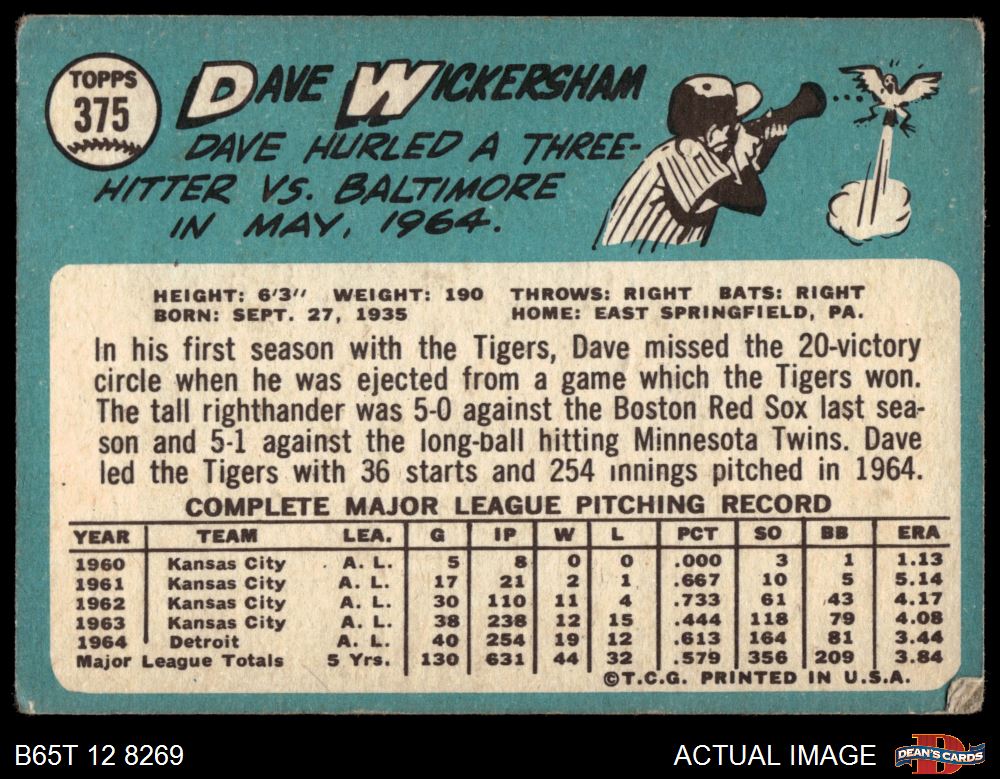 TOPPS
375
DAVE WICKERSHAM
DAVE HURLED A THREE-
HITTER VS. BALTIMORE
IN MAY, 1964.
HEIGHT: 6'3" WEIGHT: 190 THROWS: RIGHT BATS: RIGHT
BORN: SEPT. 27, 1935 HOME: EAST SPRINGFIELD, PA.
In his first season with the Tigers, Dave missed the 20-victory
circle when he was ejected from a game which the Tigers won.
The tall righthander was 5-0 against the Boston Red Sox last sea-
son and 5-1 against the long-ball hitting Minnesota Twins. Dave
led the Tigers with 36 starts and 254 innings pitched in 1964.
COMPLETE MAJOR LEAGUE PITCHING RECORD
YEAR TEAM LEA. G IP W L PCT SO BB ERA
1960 Kansas City A. L. 5 8 0 0 .000 3 1 1.13
1961 Kansas City A. L. 17 21 2 1 .667 10 5 5.14
1962 Kansas City A. L. 30 110 11 4 .733 61 43 4.17
1963 Kansas City A. L. 38 238 12 15 .444 118 79 4.08
1964 Detroit A. L. 40 254 19 12 .613 164 81 3.44
Major League Totals 5 Yrs. 130 631 44 32 .579 356 209 3.84
©T.C.G. PRINTED IN U.S.A.
B65T 12 8269 ACTUAL IMAGE
D
DEAN'S CARDS